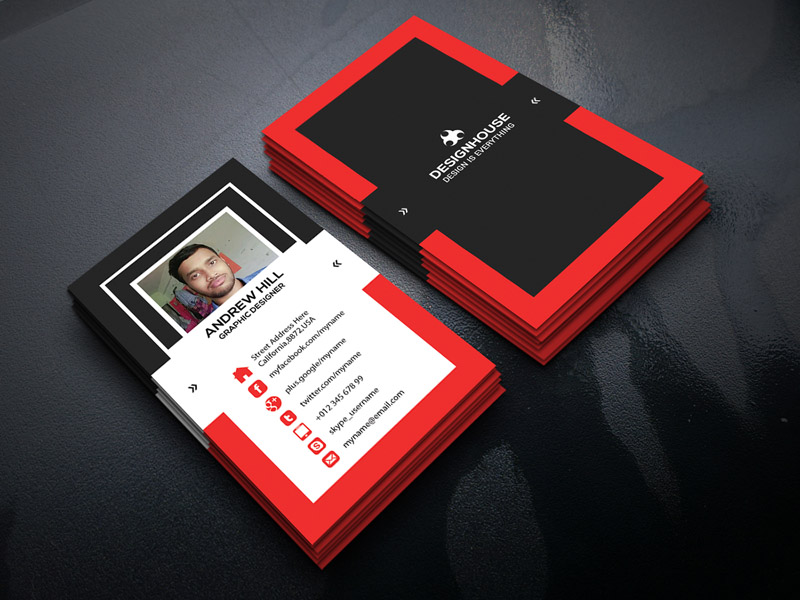 DESIGNHOUSE
DESIGN IS EVERYTHING
ANDREW HILL
GRAPHIC DESIGNER
Street Address Here
California.8872.USA
myfacebook.com/myname
plus.google/myname
twitter.com/myname
+012 345 678 99
skype_username
myname@email.com